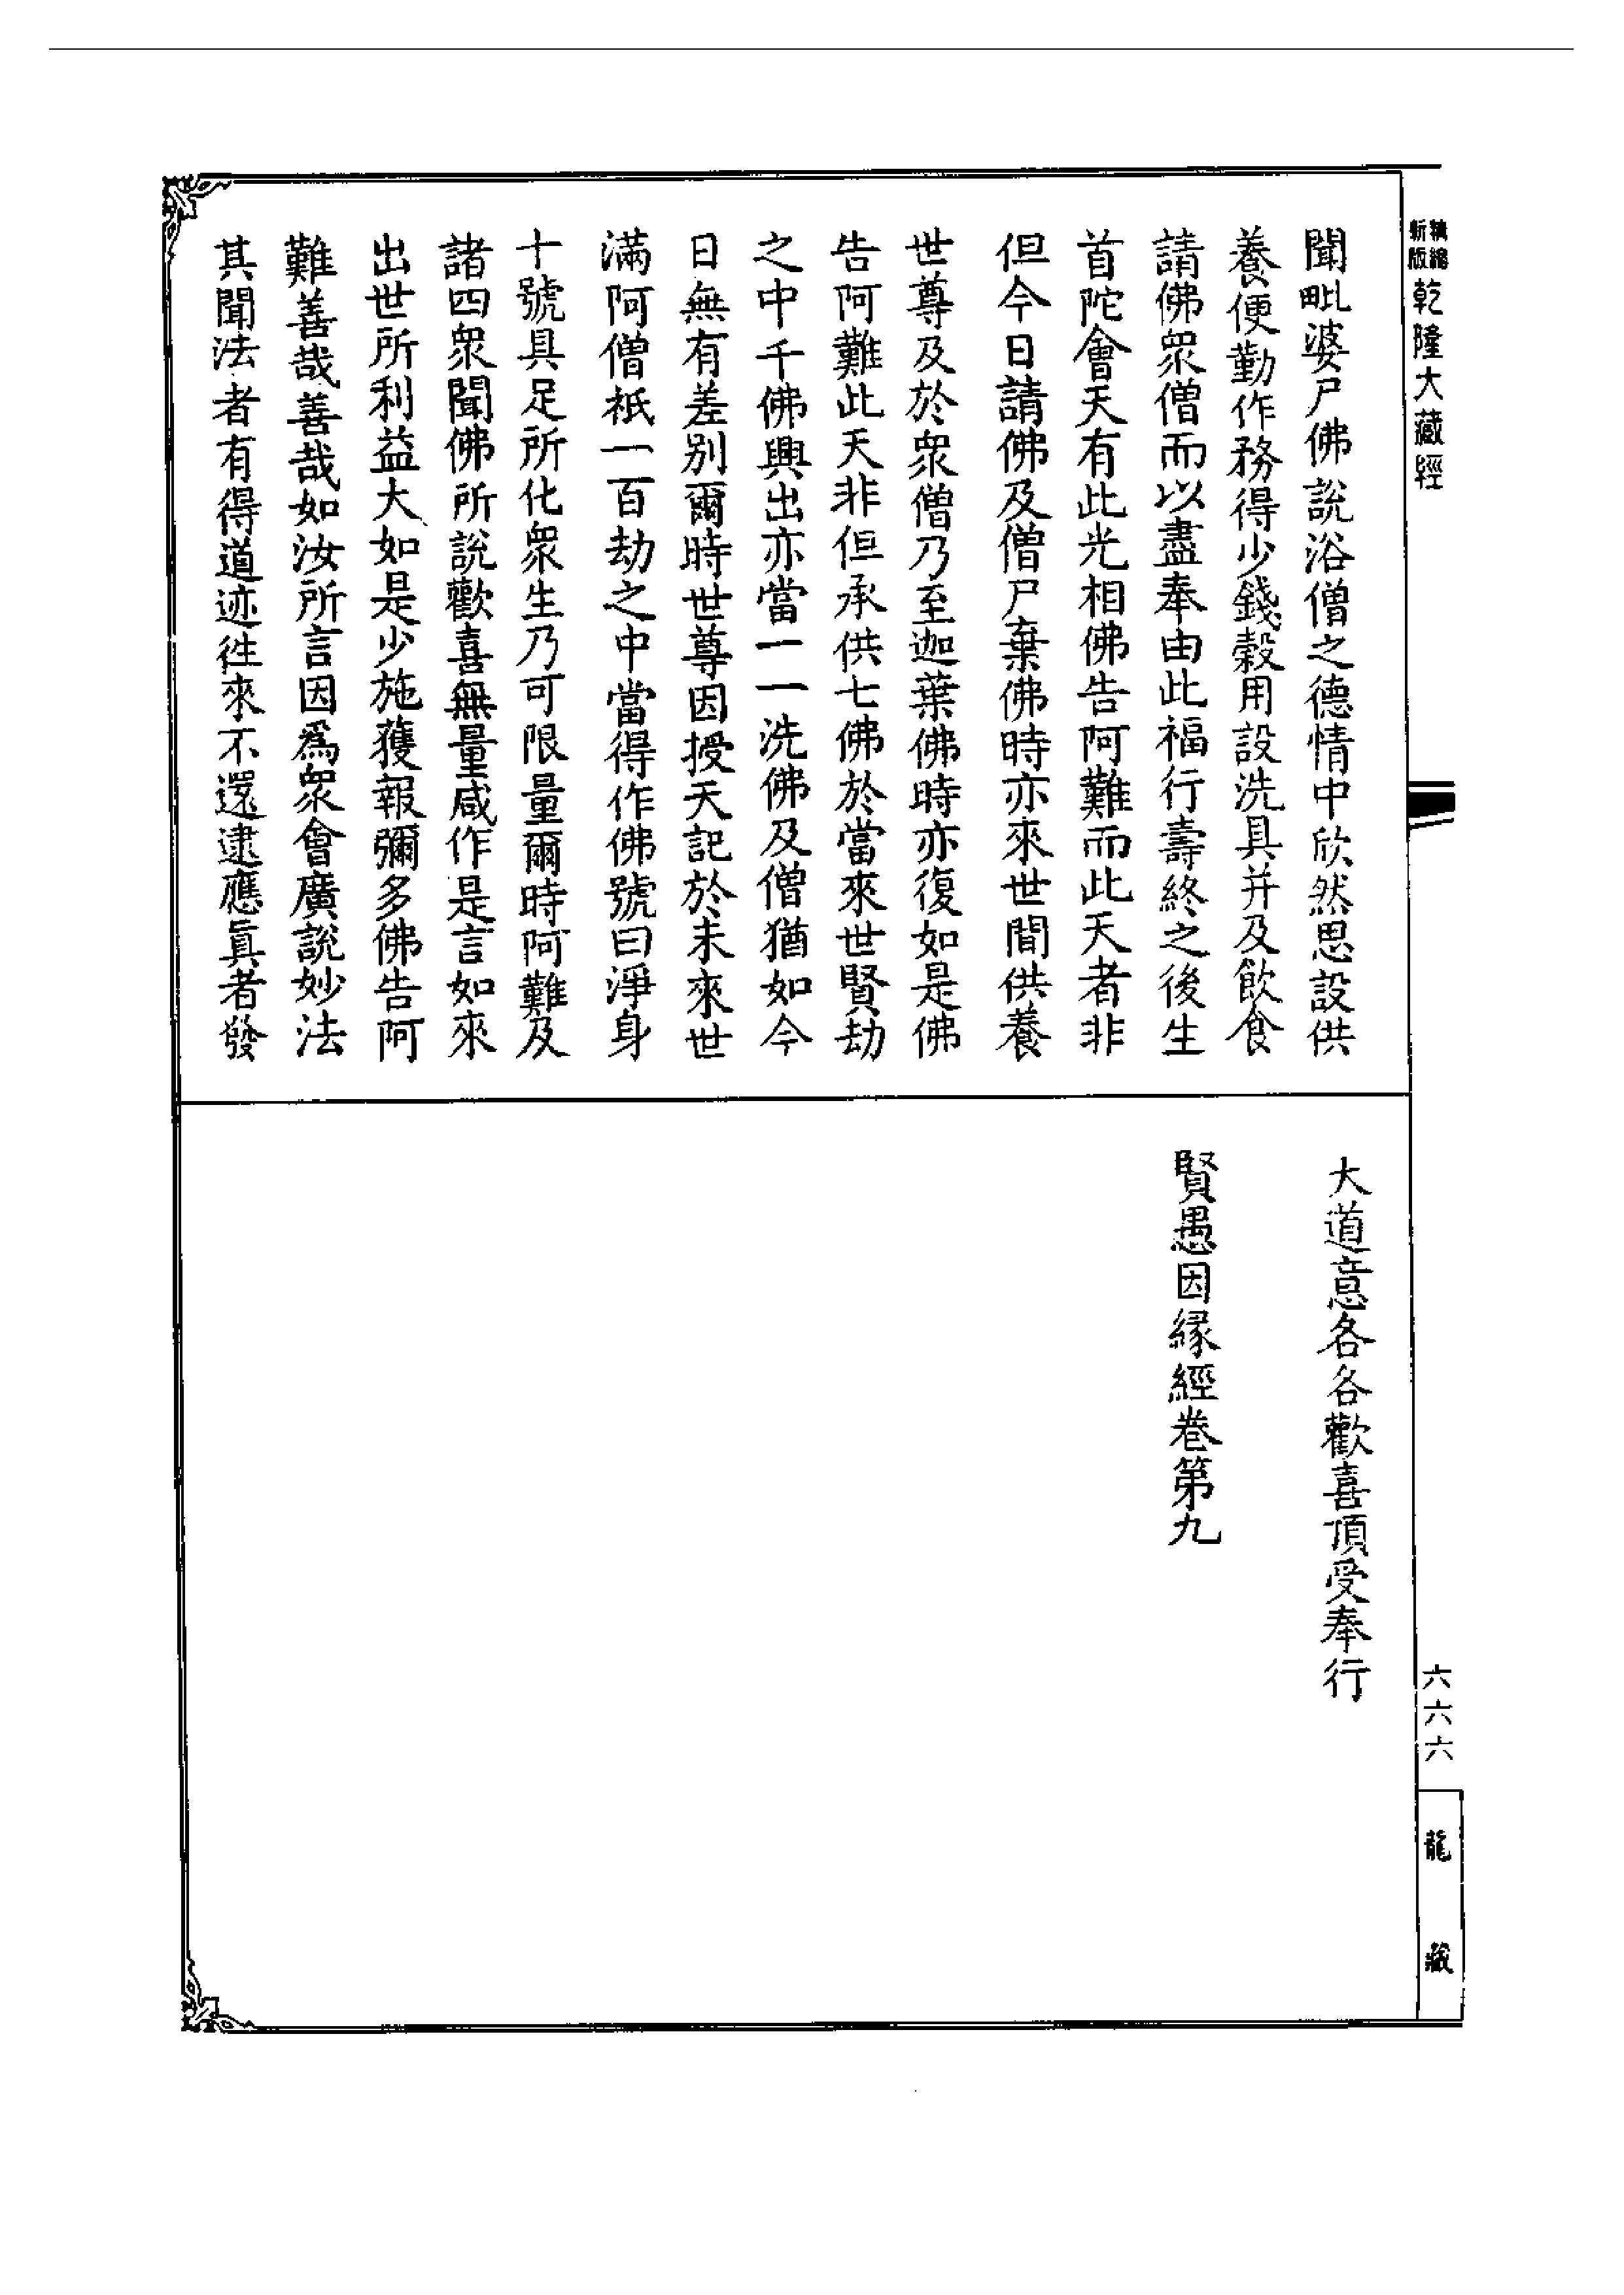 新版精縮乾隆大藏經
聞毗婆尸佛說浴僧之德情中欣然思設供
養便勤作務得少錢穀用設洗具并及飲食
請佛眾僧而以盡奉由此福行壽終之後生
首陀會天有此光相佛告阿難而此天者非
但今日請佛及僧尸棄佛時亦來世間供養
世尊及於眾僧乃至迦葉佛時亦復如是佛
告阿難此天非但承供七佛於當來世賢劫
之中千佛興出亦當一一洗佛及僧猶如今
日無有差別爾時世尊因授天記於未來世
滿阿僧祇一百劫之中當得作佛號曰淨身
十號具足所化眾生乃可限量爾時阿難及
諸四眾聞佛所說歡喜無量咸作是言如來
出世所利益大如是少施獲報彌多佛告阿
難善哉善哉如汝所言因為眾會廣說妙法
其聞法者有得道迹往來不還逮應眞者發
大道意各各歡喜頂受奉行
賢愚因緣經卷第九
六六六
龍藏